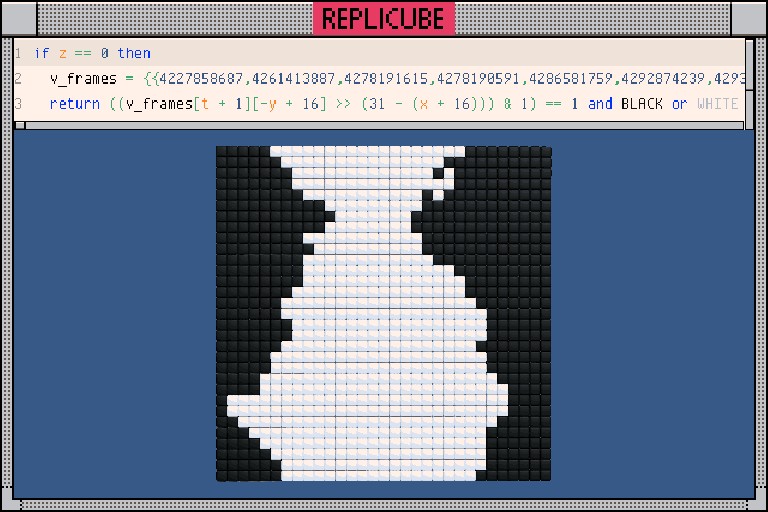 REPLICUBE
1 if z == 0 then
2 v_frames = {{4227858687,4261413887,4278191615,4278190591,4286581759,4292874239,4293
3 return ((v_frames[t + 1][-y + 16] >> (31 - (x + 16))) & 1) == 1 and BLACK or WHITE